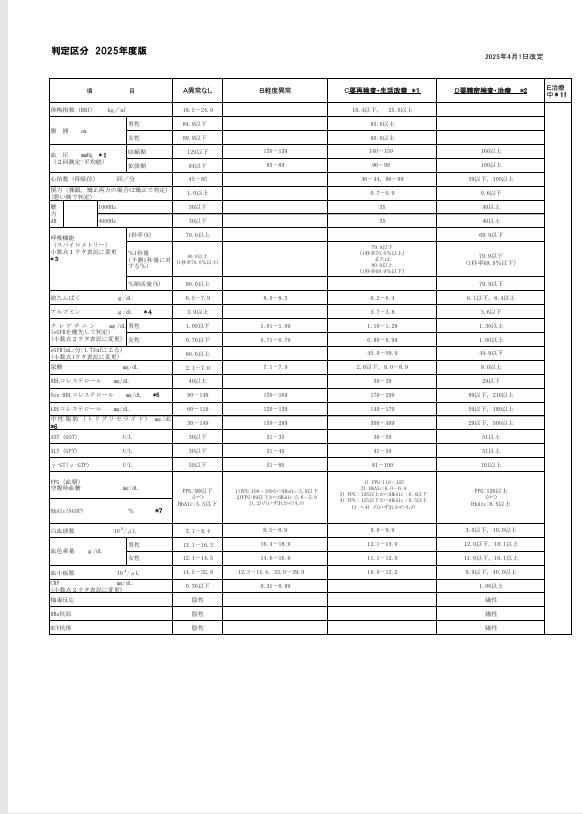 判定区分 2025年度版
2025年4月1日改定
項 目 A異常なし B軽度異常 C要再検査・生活改善 *1 D要精密検査・治療 *2 E治療中*11
体格指数(BMI) kg/㎡ 18.5-24.9 18.4以下、 25.0以上
腹 囲 cm 男性 84.9以下 85.0以上
女性 89.9以下 90.0以上
血 圧 mmHg *1 (2回測定:平均値) 収縮期 129以下 130-139 140-159 160以上
拡張期 84以下 85-89 90-99 100以上
心拍数(仰臥位) 回/分 45-85 40-44、86-99 39以下、100以上
視力(裸眼、矯正両方の場合は矯正で判定)(悪い側で判定) 1.0以上 0.7-0.9 0.6以下
聴力 dB 1000Hz 30以下 35 40以上
4000Hz 30以下 35 40以上
呼吸機能 (スパイロメトリー) 小数点1ケタ表記に変更 *3 1秒率(%) 70.0以上 69.9以下
%1秒量 (予測1秒量に対する%) 80.0以上 (1秒率70.0%以上) 79.9以下 (1秒率70.0%以上) または 80.0以上 (1秒率69.9%以下) 79.9以下 (1秒率69.9%以下)
%肺活量(%) 80.0以上 79.9以下
総たんぱく g/dL 6.5-7.9 8.0-8.3 6.2-6.4 6.1以下、8.4以上
アルブミン g/dL *4 3.9以上 3.7-3.8 3.6以下
クレアチニン mg/dL (eGFRを優先して判定) (小数点2ケタ表記に変更) 男性 1.00以下 1.01-1.09 1.10-1.29 1.30以上
女性 0.70以下 0.71-0.79 0.80-0.99 1.00以上
eGFR(mL/分/1.73㎡による) (小数点1ケタ表記に変更) 60.0以上 45.0-59.9 44.9以下
尿酸 mg/dL 2.1-7.0 7.1-7.9 2.0以下、8.0-8.9 9.0以上
HDLコレステロール mg/dL 40以上 30-39 29以下
Non-HDLコレステロール mg/dL *5 90-149 150-169 170-209 89以下、210以上
LDLコレステロール mg/dL 60-119 120-139 140-179 59以下、180以上
中性脂肪(トリグリセライド) mg/dL *6 30-149 150-299 300-499 29以下、500以上
AST(GOT) U/L 30以下 31-35 36-50 51以上
ALT(GPT) U/L 30以下 31-40 41-50 51以上
γ-GT(γ-GTP) U/L 50以下 51-80 81-100 101以上
FPG(血漿) 空腹時血糖 mg/dL HbA1c(NGSP) % *7 FPG:99以下 かつ HbA1c:5.5以下 1)FPG:100-109かつHbA1c:5.9以下 2)FPG:99以下かつHbA1c:5.6-5.9 1)、2)のいずれかのもの 1) FPG:110-125 2) HbA1c:6.0-6.4 3) FPG:126以上かつHbA1c:6.4以下 4) FPG:125以下かつHbA1c:6.5以上 1) ~4) のいずれかのもの FPG:126以上 かつ HbA1c:6.5以上
白血球数 10³/μL 3.1-8.4 8.5-8.9 9.0-9.9 3.0以下、10.0以上
血色素量 g/dL 男性 13.1-16.3 16.4-18.0 12.1-13.0 12.0以下、18.1以上
女性 12.1-14.5 14.6-16.0 11.1-12.0 11.0以下、16.1以上
血小板数 10⁴/μL 14.5-32.9 12.3-14.4、33.0-39.9 10.0-12.2 9.9以下、40.0以上
CRP mg/dL (小数点2ケタ表記に変更) 0.30以下 0.31-0.99 1.00以上
梅毒反応 陰性 陽性
HBs抗原 陰性 陽性
HCV抗体 陰性 陽性